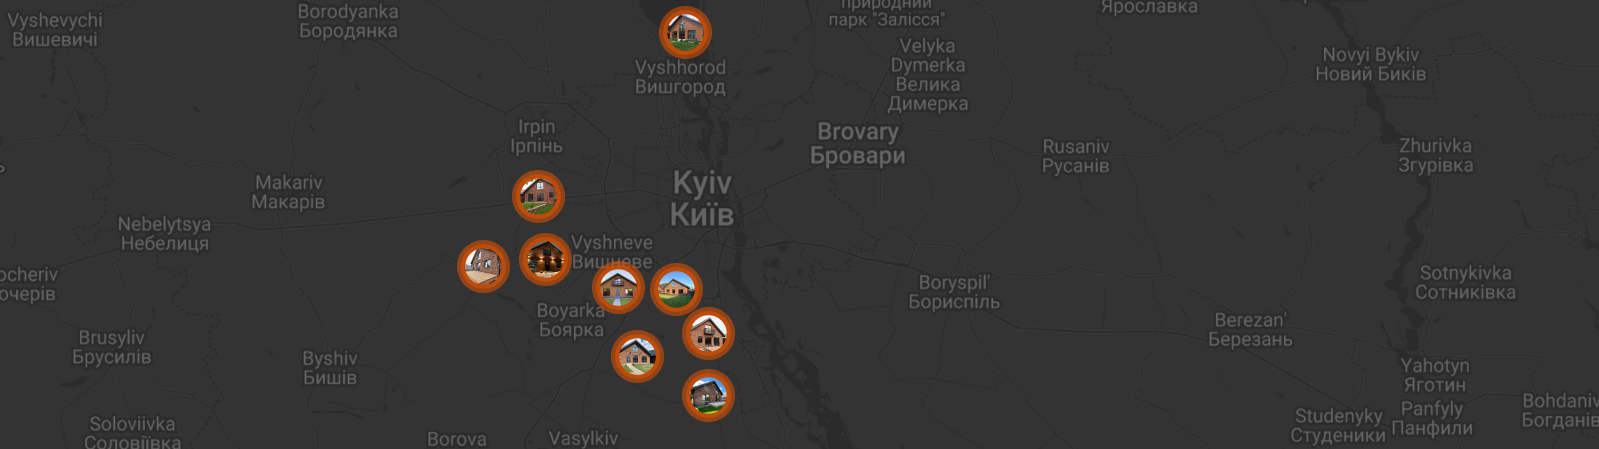 Vyshevychi
Вишевичі
Borodyanka
Бородянка
природний
парк "Залісся"
Ярославка
Velyka
Dymerka
Велика
Димерка
Novyi Bykiv
Новий Биків
Vyshhorod
Вишгород
Irpin
Ірпінь
Brovary
Бровари
Rusaniv
Русанів
Zhurivka
Згурівка
Makariv
Макарів
Kyiv
Київ
Nebelytsya
Небелиця
Vyshneve
Вишневе
ocheriv
очерів
Boryspil'
Бориспіль
Sotnykivka
Сотниківка
Boyarka
Боярка
Berezan'
Березань
Brusyliv
Брусилів
Byshiv
Бишів
Yahotyn
Яготин
Soloviivka
Соловіївка
Borova
Vasylkiv
Studenyky
Студеники
Panfyly
Панфили
Bohdaniv
Богданів